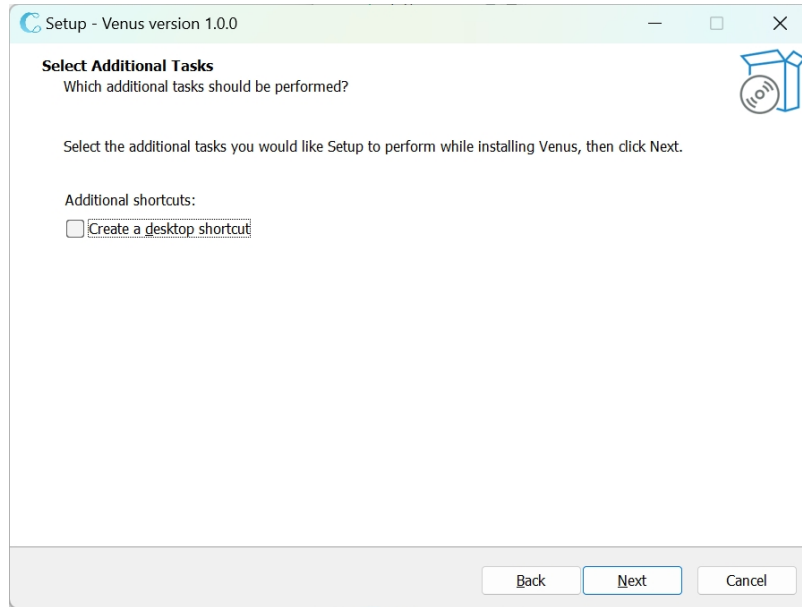 Setup - Venus version 1.0.0
Select Additional Tasks
Which additional tasks should be performed?
Select the additional tasks you would like Setup to perform while installing Venus, then click Next.
Additional shortcuts:
Create a desktop shortcut
Back
Next
Cancel